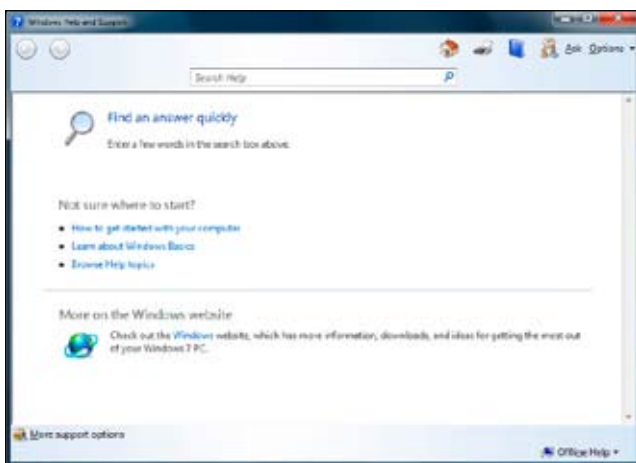 Windows Help and Support
Ask Options
Search Help
Find an answer quickly
Enter a few words in the search box above.
Not sure where to start?
How to get started with your computer
Learn about Windows Basics
Browse Help topics
More on the Windows website
Check out the Windows website, which has more information, downloads, and ideas for getting the most out
of your Windows 7 PC.
More support options
Office Help